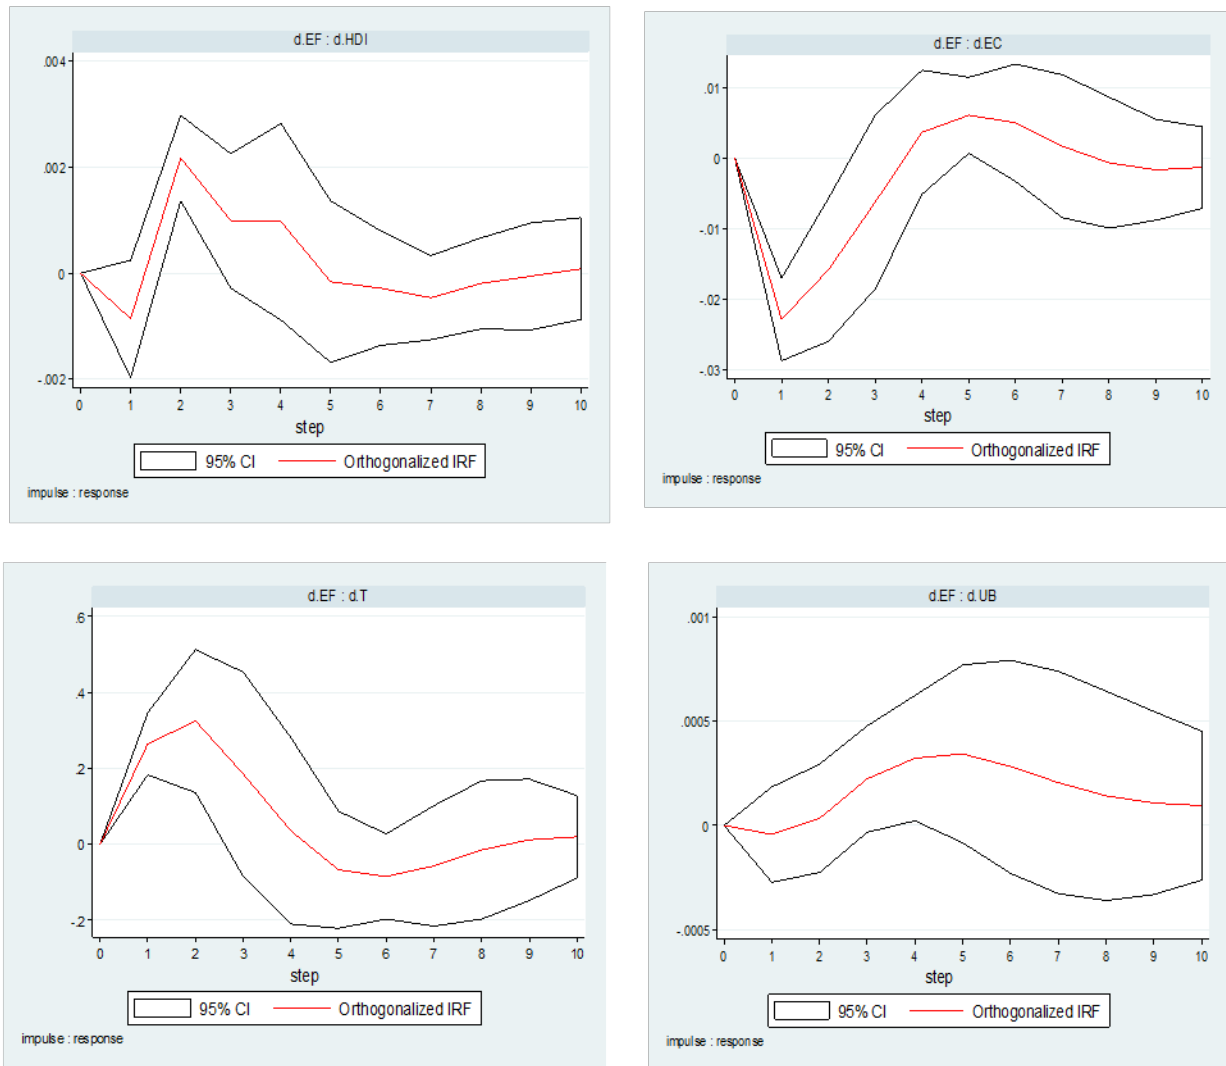 d.EF : d.HDI
.004
.002
0
-.002
0 1 2 3 4 5 6 7 8 9 10
step
95% CI Orthogonalized IRF
impulse : response
d.EF : d.EC
.01
0
-.01
-.02
-.03
0 1 2 3 4 5 6 7 8 9 10
step
95% CI Orthogonalized IRF
impulse : response
d.EF : d.T
.6
.4
.2
0
-.2
0 1 2 3 4 5 6 7 8 9 10
step
95% CI Orthogonalized IRF
impulse : response
d.EF : d.UB
.001
.0005
0
-.0005
0 1 2 3 4 5 6 7 8 9 10
step
95% CI Orthogonalized IRF
impulse : response